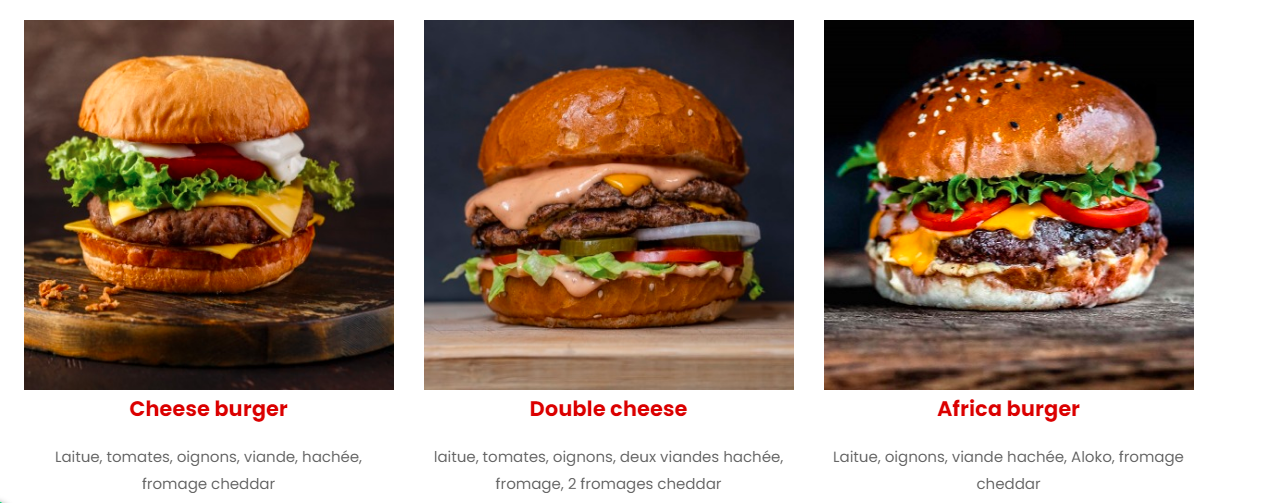 Cheese burger
Laitue, tomates, oignons, viande, hachée,
fromage cheddar
Double cheese
laitue, tomates, oignons, deux viandes hachée,
fromage, 2 fromages cheddar
Africa burger
Laitue, oignons, viande hachée, Aloko, fromage
cheddar